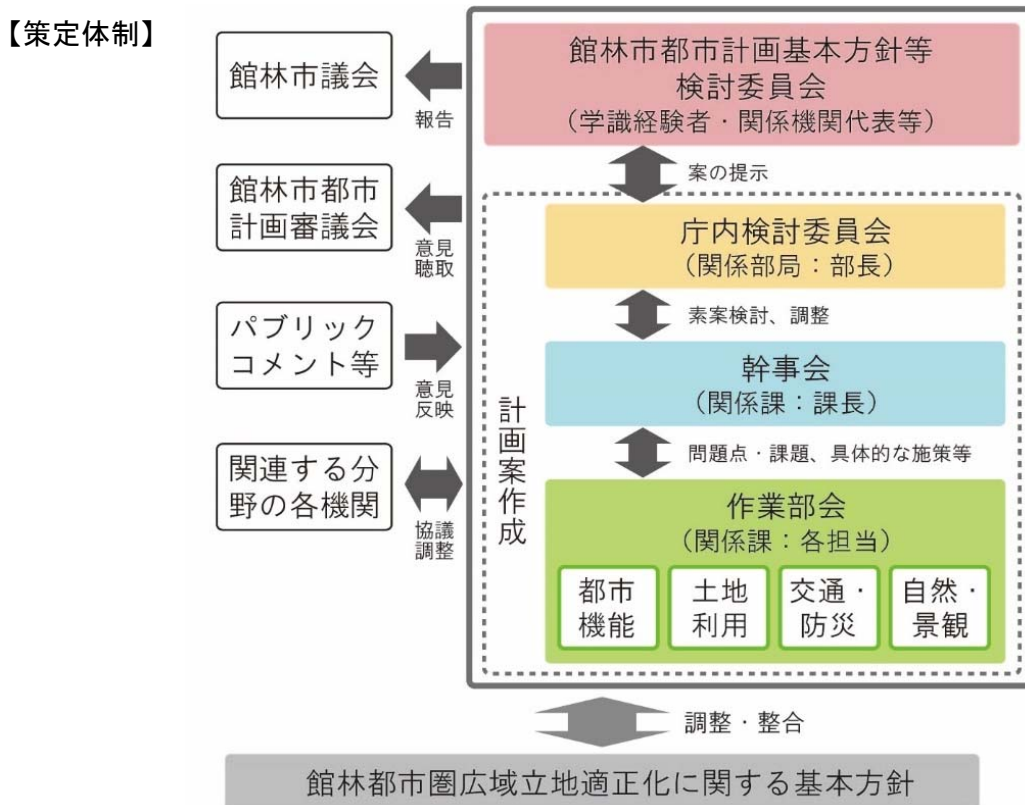 【策定体制】
館林市議会
報告
館林市都市
計画審議会
意見
聴取
パブリック
コメント等
意見
反映
関連する分
野の各機関
協議
調整
館林市都市計画基本方針等
検討委員会
（学識経験者・関係機関代表等）
案の提示
計画案作成
庁内検討委員会
（関係部局：部長）
素案検討、調整
幹事会
（関係課：課長）
問題点・課題、具体的な施策等
作業部会
（関係課：各担当）
都市
機能
土地
利用
交通・
防災
自然・
景観
調整・整合
館林都市圏広域立地適正化に関する基本方針